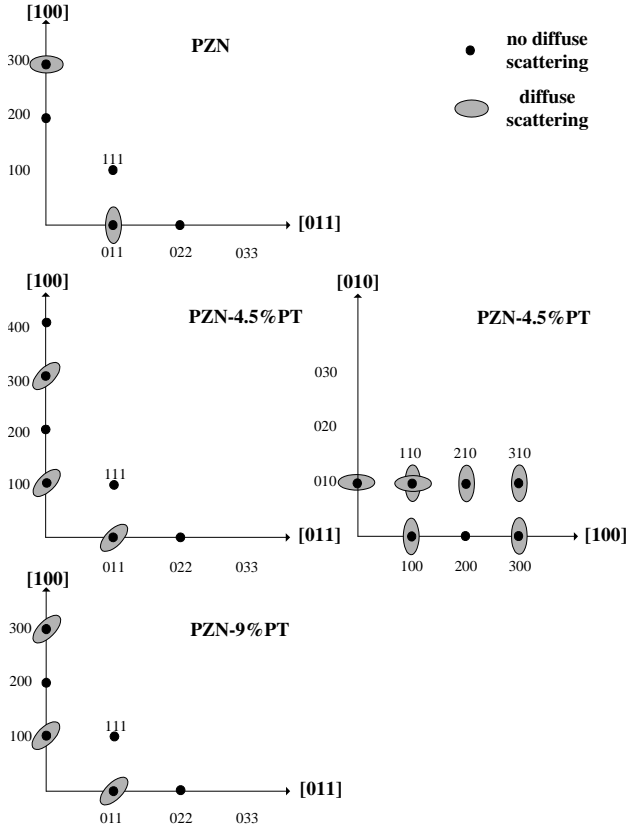 [100]
PZN
no diffuse
scattering
diffuse
scattering
300
200
111
100
[011]
011 022 033
[100]
PZN-4.5%PT
400
300
200
111
100
[011]
011 022 033
[010]
PZN-4.5%PT
030
020
110 210 310
010
[100]
100 200 300
[100]
PZN-9%PT
300
200
111
100
[011]
011 022 033